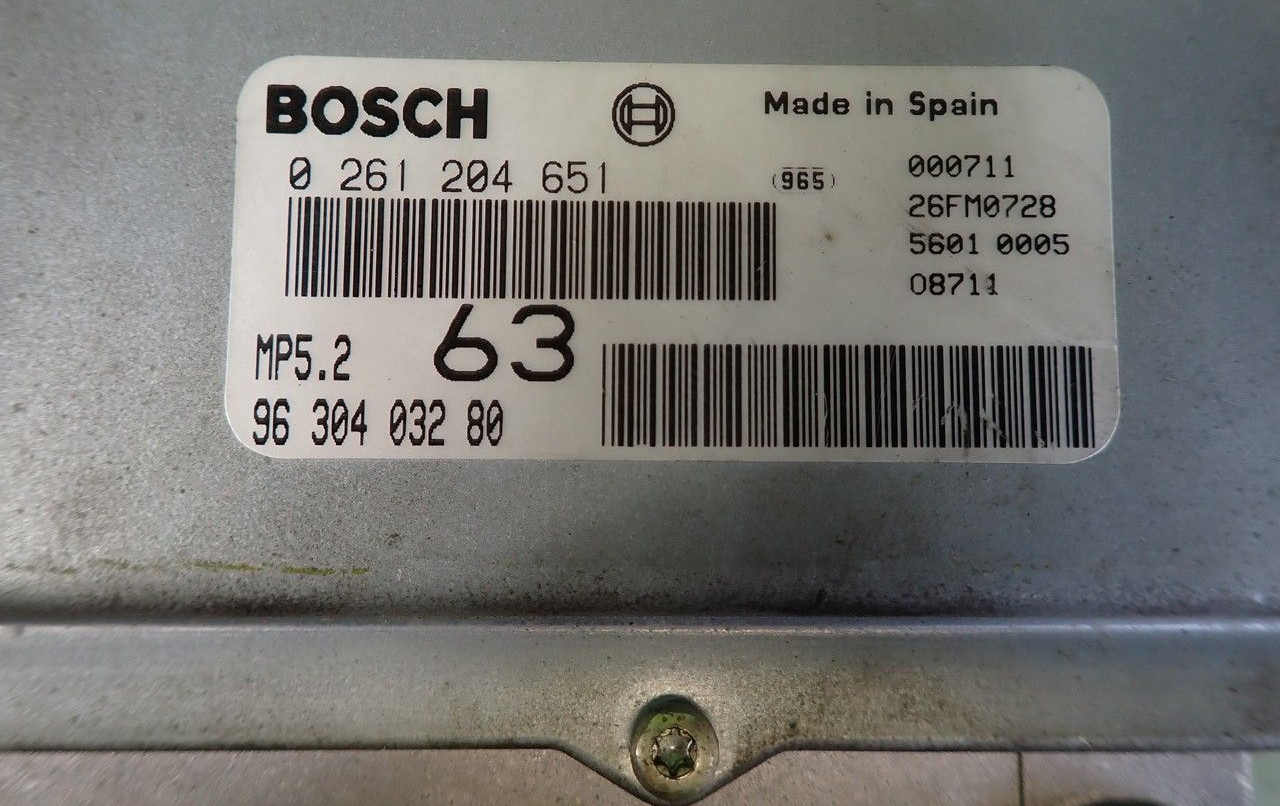 BOSCH
Made in Spain
0 261 204 651
(965)
000711
26FM0728
5601 0005
08711
MP5.2
63
96 304 032 80